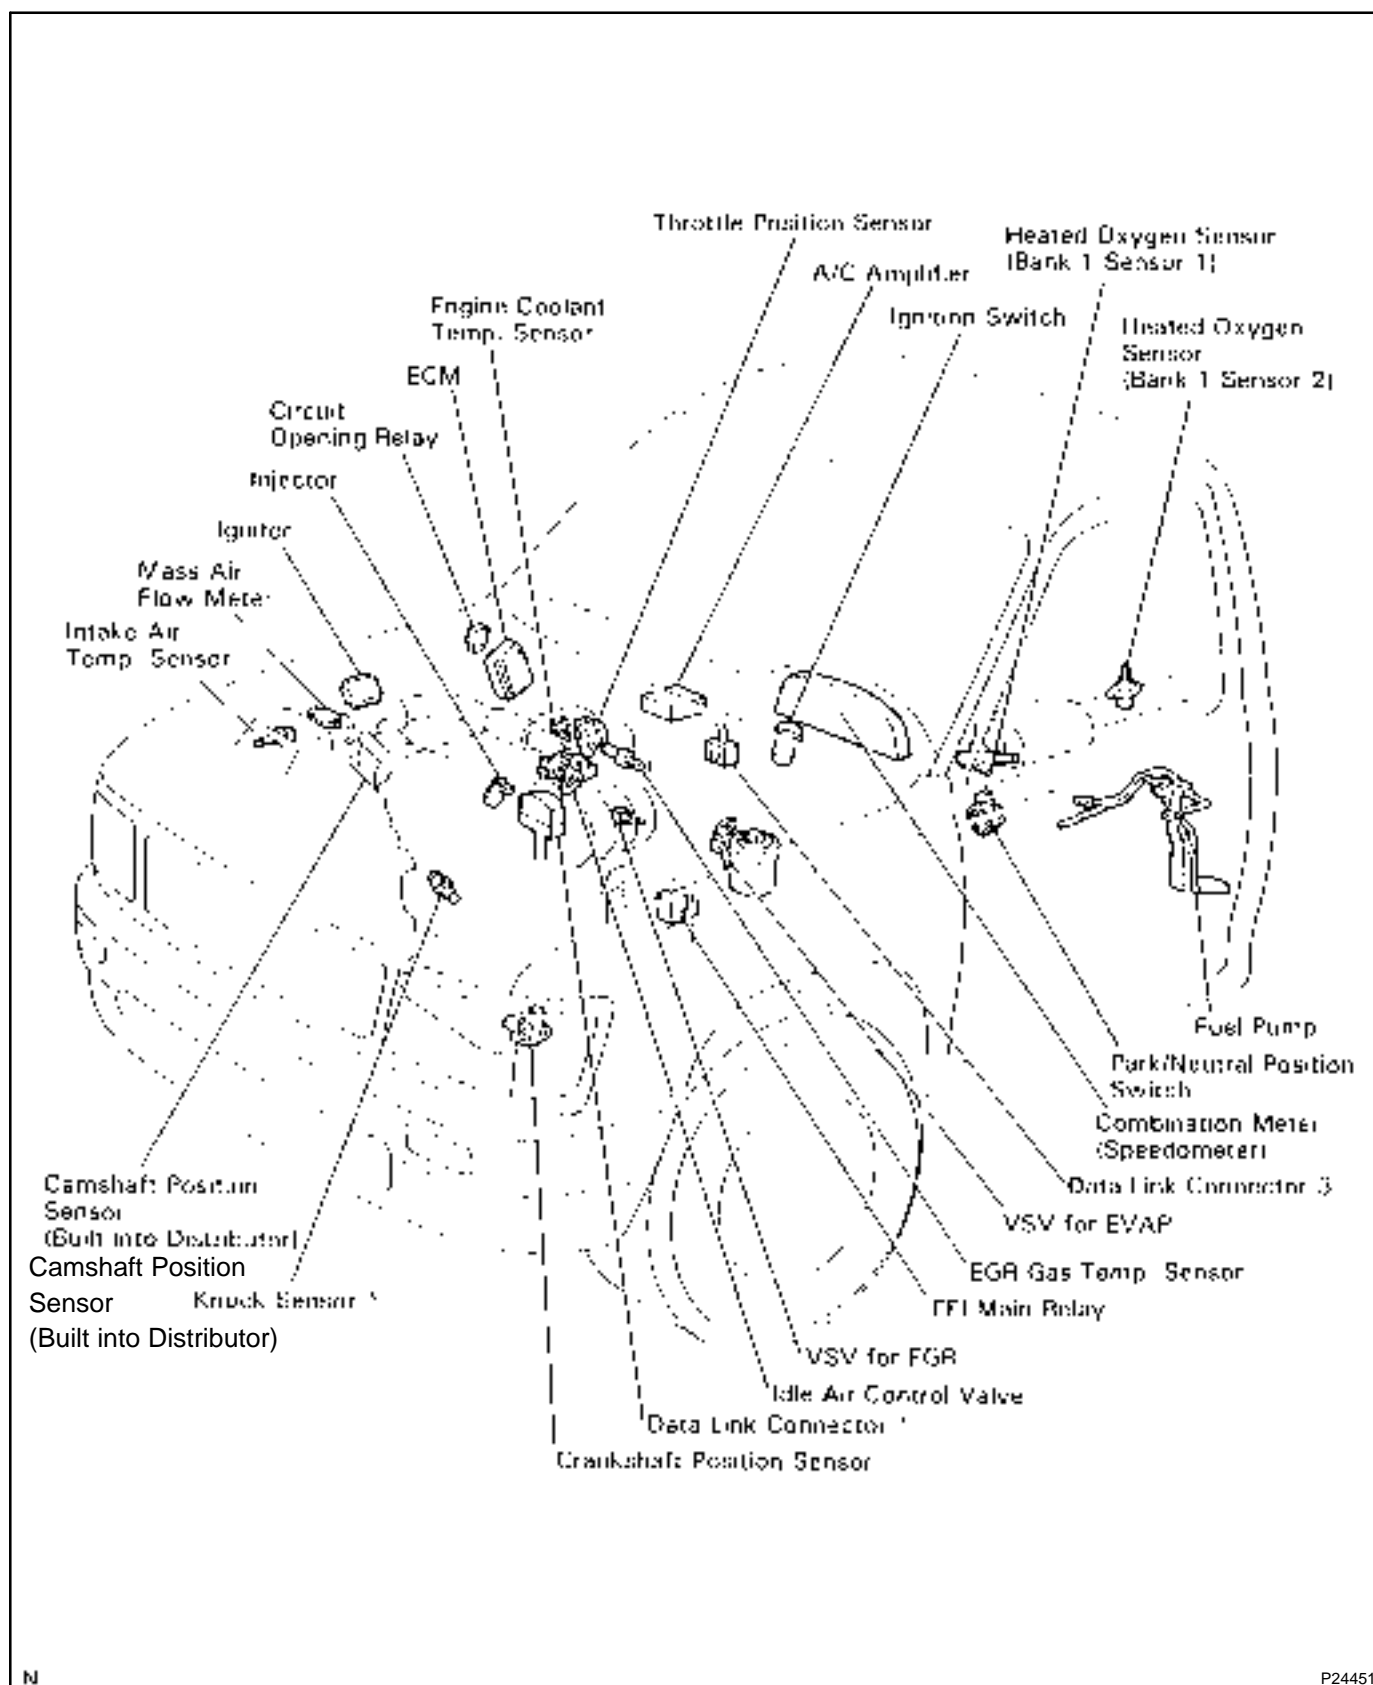 Throttle Position Sensor
Heated Oxygen Sensor
(Bank 1 Sensor 1)
A/C Amplifier
Engine Coolant
Temp. Sensor
Ignition Switch
Heated Oxygen
Sensor
(Bank 1 Sensor 2)
ECM
Circuit
Opening Relay
Injector
Igniter
Mass Air
Flow Meter
Intake Air
Temp. Sensor
Fuel Pump
Park/Neutral Position
Switch
Combination Meter
(Speedometer)
Data Link Connector 3
VSV for EVAP
EGR Gas Temp. Sensor
EFI Main Relay
VSV for EGR
Idle Air Control Valve
Data Link Connector 1
Crankshaft Position Sensor
Camshaft Position
Sensor
(Built into Distributor)
Camshaft Position
Sensor
(Built into Distributor)
Knock Sensor 1
N
P24451